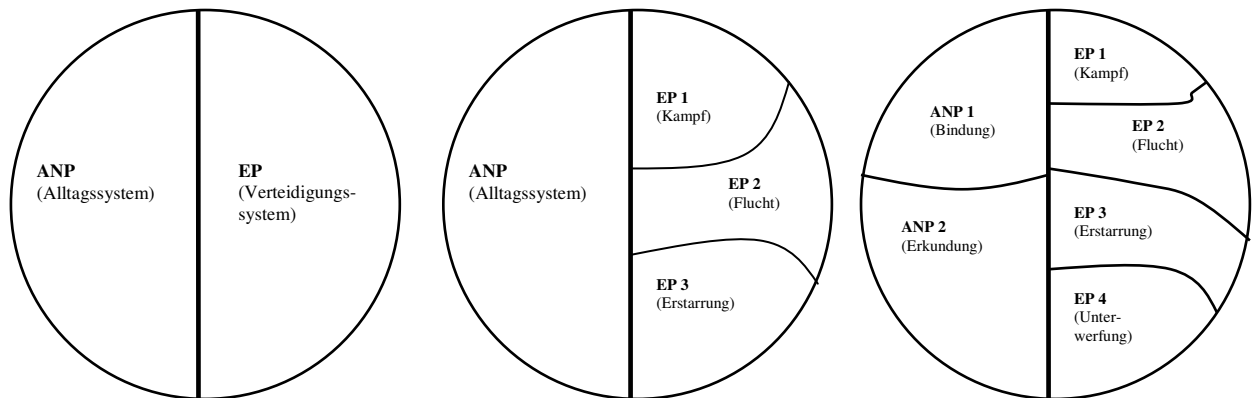 ANP
(Alltagssystem)
EP
(Verteidigungs-
system)
ANP
(Alltagssystem)
EP 1
(Kampf)
EP 2
(Flucht)
EP 3
(Erstarrung)
ANP 1
(Bindung)
ANP 2
(Erkundung)
EP 1
(Kampf)
EP 2
(Flucht)
EP 3
(Erstarrung)
EP 4
(Unter-
werfung)